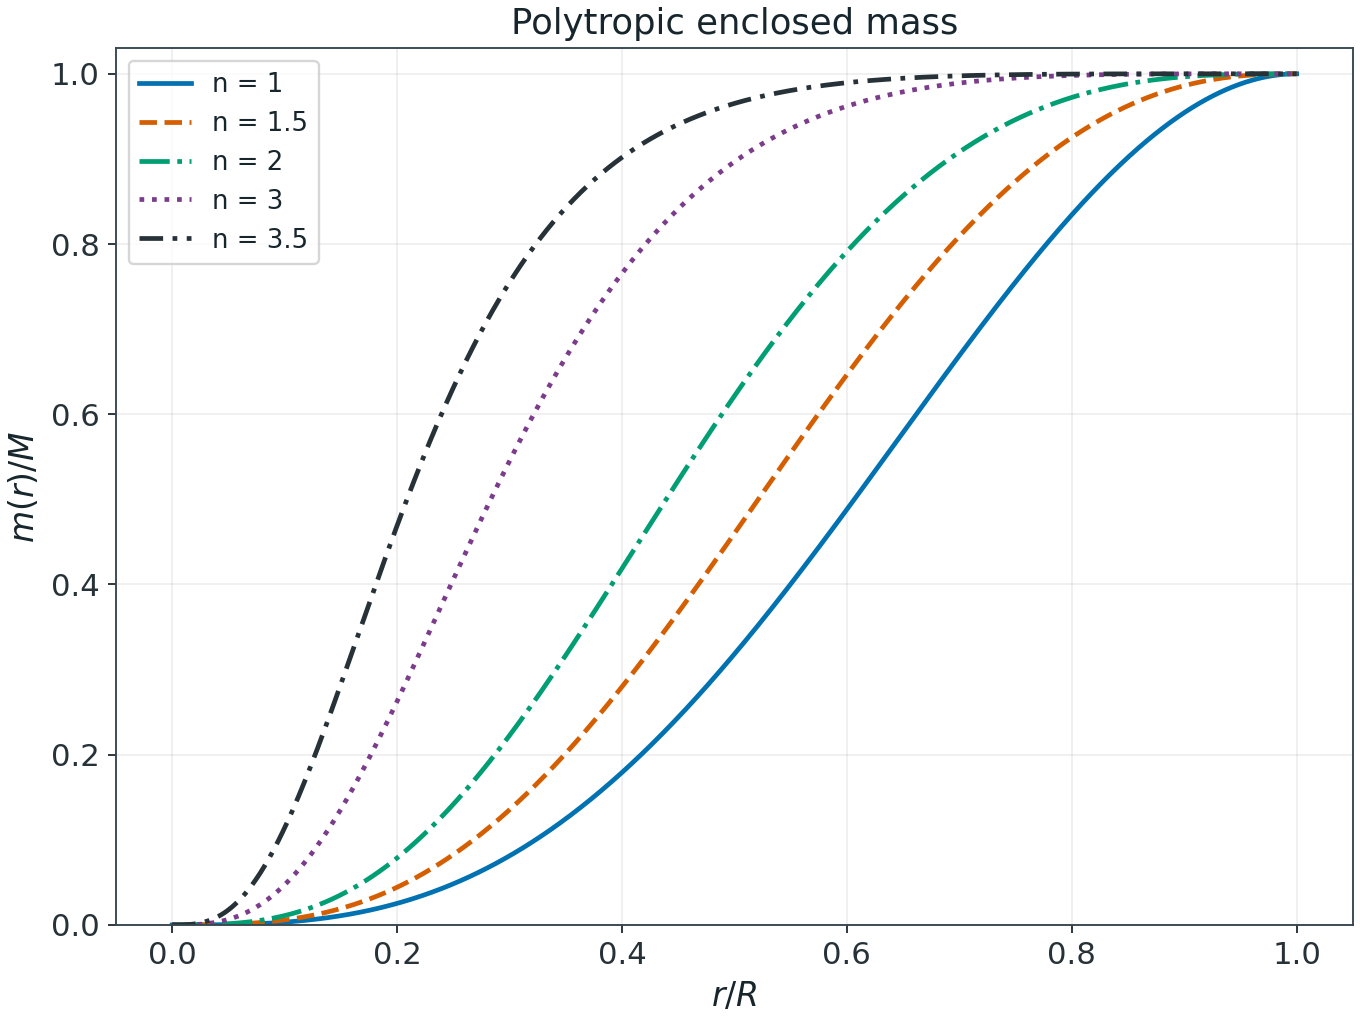 Polytropic enclosed mass
n = 1
n = 1.5
n = 2
n = 3
n = 3.5
1.0
0.8
0.6
0.4
0.2
0.0
m(r)/M
0.0 0.2 0.4 0.6 0.8 1.0
r/R